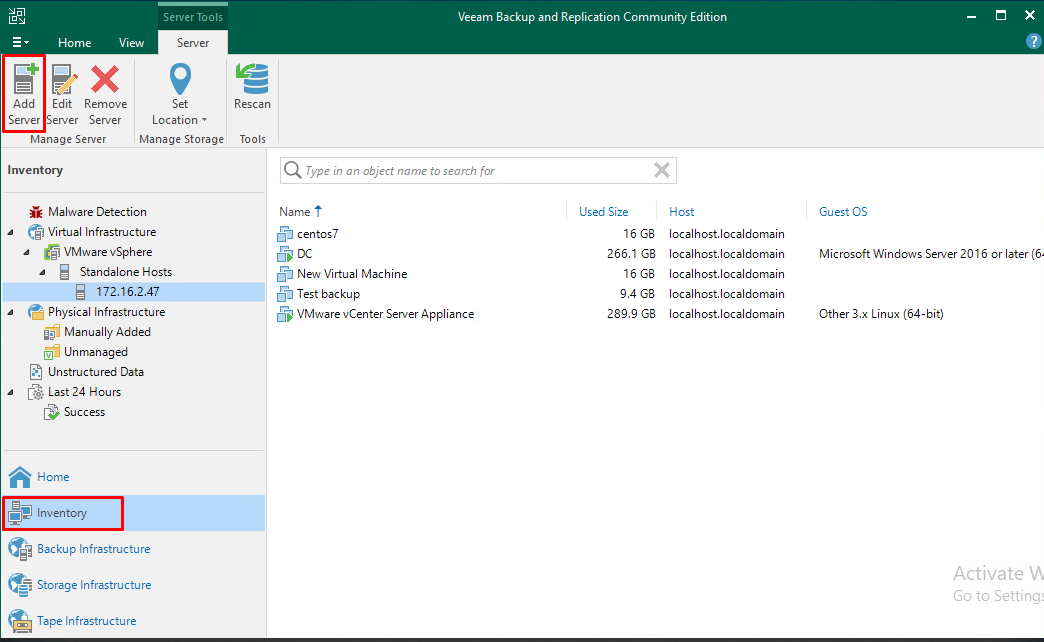 Server Tools
Veeam Backup and Replication Community Edition
Home View Server
Add Server
Edit Server
Remove Server
Set Location
Rescan
Manage Server Manage Storage Tools
Inventory
Type in an object name to search for
Malware Detection
Virtual Infrastructure
VMware vSphere
Standalone Hosts
172.16.2.47
Physical Infrastructure
Manually Added
Unmanaged
Unstructured Data
Last 24 Hours
Success
Name Used Size Host Guest OS
centos7 16 GB localhost.localdomain
DC 266.1 GB localhost.localdomain Microsoft Windows Server 2016 or later (64
New Virtual Machine 16 GB localhost.localdomain
Test backup 9.4 GB localhost.localdomain
VMware vCenter Server Appliance 289.9 GB localhost.localdomain Other 3.x Linux (64-bit)
Home
Inventory
Backup Infrastructure
Storage Infrastructure
Tape Infrastructure
Activate W
Go to Settings